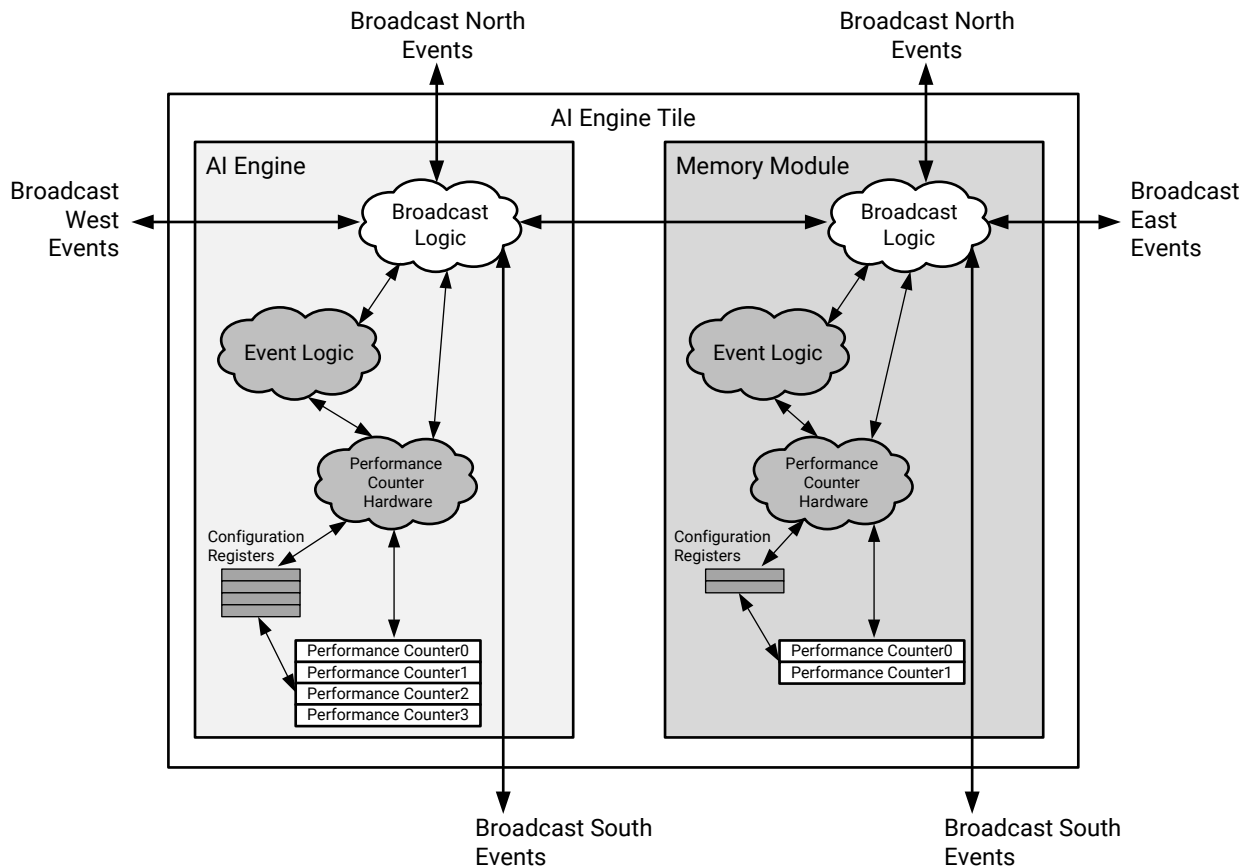 Broadcast North
Events
Broadcast North
Events
AI Engine Tile
AI Engine
Memory Module
Broadcast
West
Events
Broadcast
Logic
Broadcast
Logic
Broadcast
East
Events
Event Logic
Event Logic
Performance
Counter
Hardware
Performance
Counter
Hardware
Configuration
Registers
Configuration
Registers
Performance Counter0
Performance Counter1
Performance Counter2
Performance Counter3
Performance Counter0
Performance Counter1
Broadcast South
Events
Broadcast South
Events